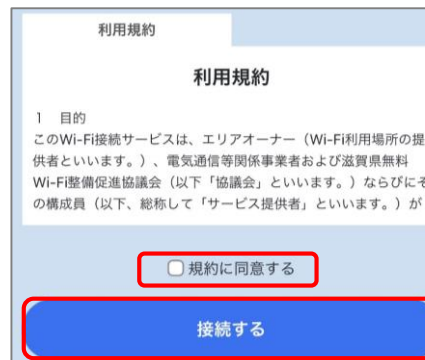 利用規約
利用規約
1 目的
このWi-Fi接続サービスは、エリアオーナー（Wi-Fi利用場所の提
供者といいます。）、電気通信等関係事業者および滋賀県無料
Wi-Fi整備促進協議会（以下「協議会」といいます。）ならびにそ
の構成員（以下、総称して「サービス提供者」といいます。）が
規約に同意する
接続する